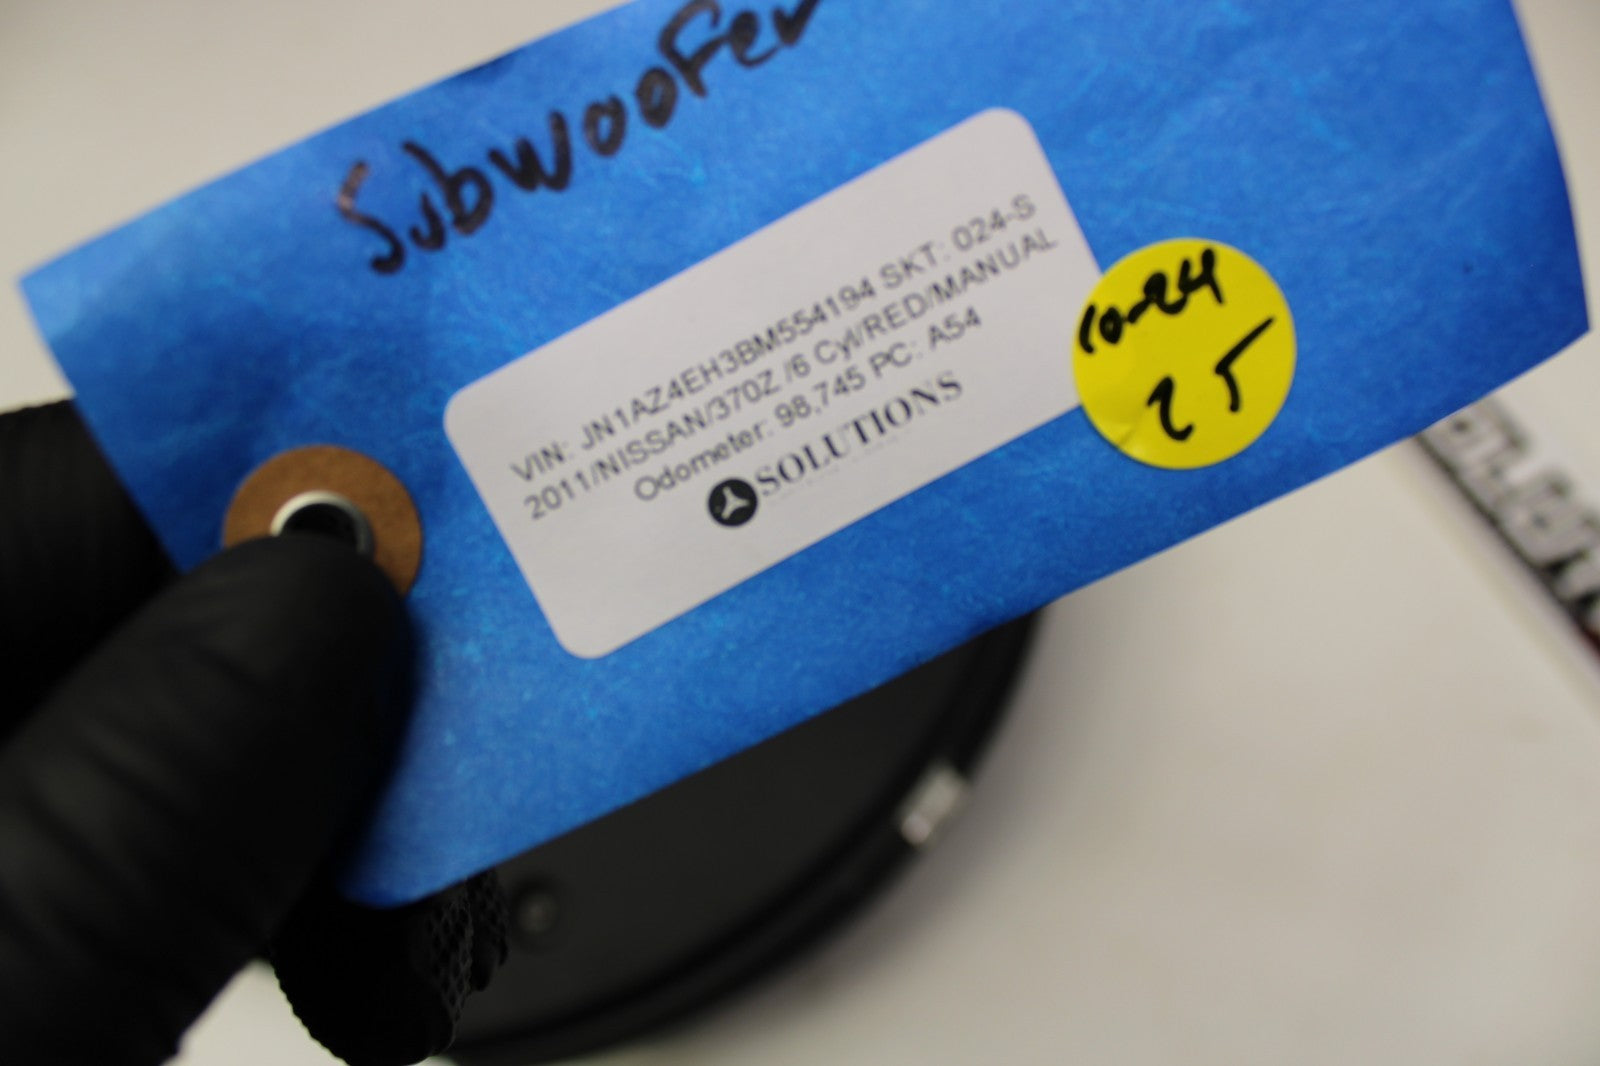 Subwoofer
VIN: JN1AZ4EH3BM554194 SKT: 024-S
2011/NISSAN/370Z /6 Cyl/RED/MANUAL
Odometer: 98,745 PC: A54
SOLUTIONS
10-24
25